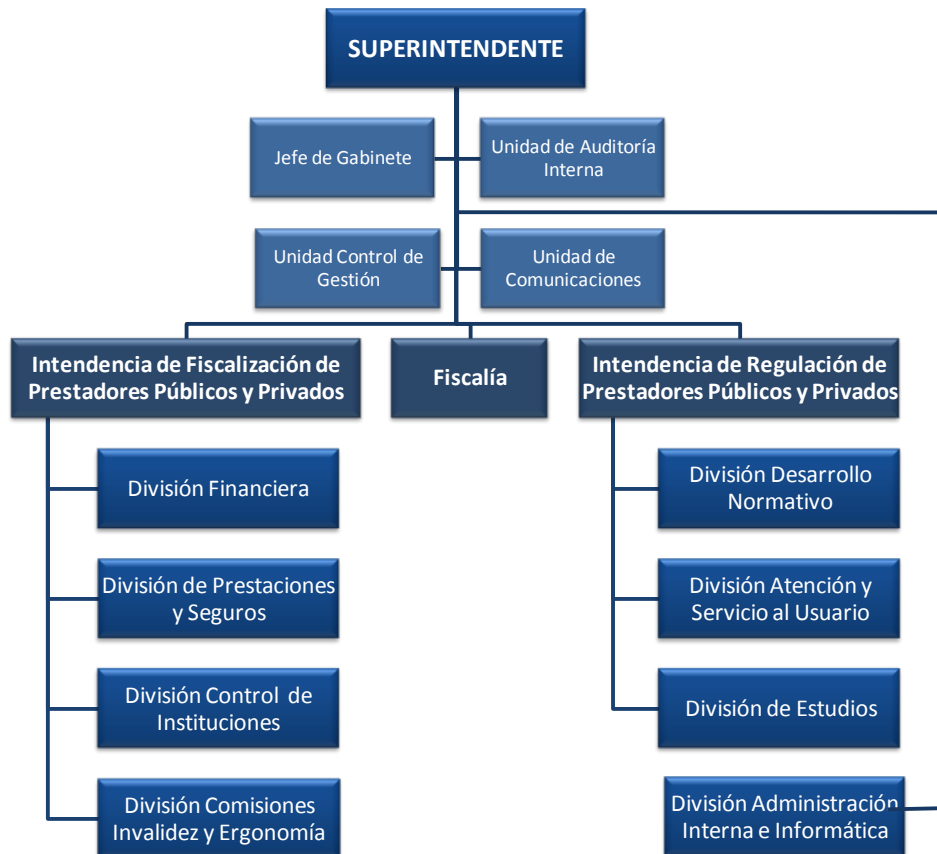 SUPERINTENDENTE
Jefe de Gabinete
Unidad de Auditoría
Interna
Unidad Control de
Gestión
Unidad de
Comunicaciones
Intendencia de Fiscalización de
Prestadores Públicos y Privados
Fiscalía
Intendencia de Regulación de
Prestadores Públicos y Privados
División Financiera
División de Prestaciones
y Seguros
División Control de
Instituciones
División Comisiones
Invalidez y Ergonomía
División Desarrollo
Normativo
División Atención y
Servicio al Usuario
División de Estudios
División Administración
Interna e Informática